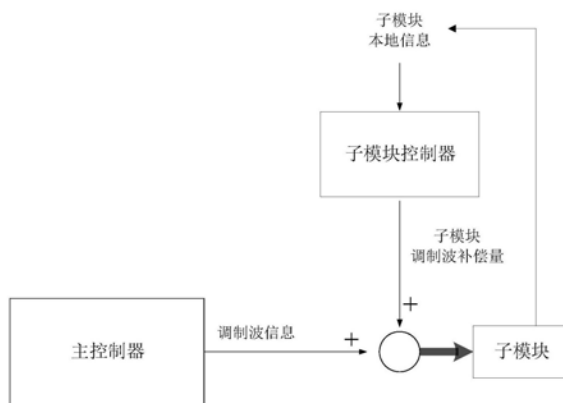 子模块
本地信息
子模块控制器
子模块
调制波补偿量
+
调制波信息
+
主控制器
子模块